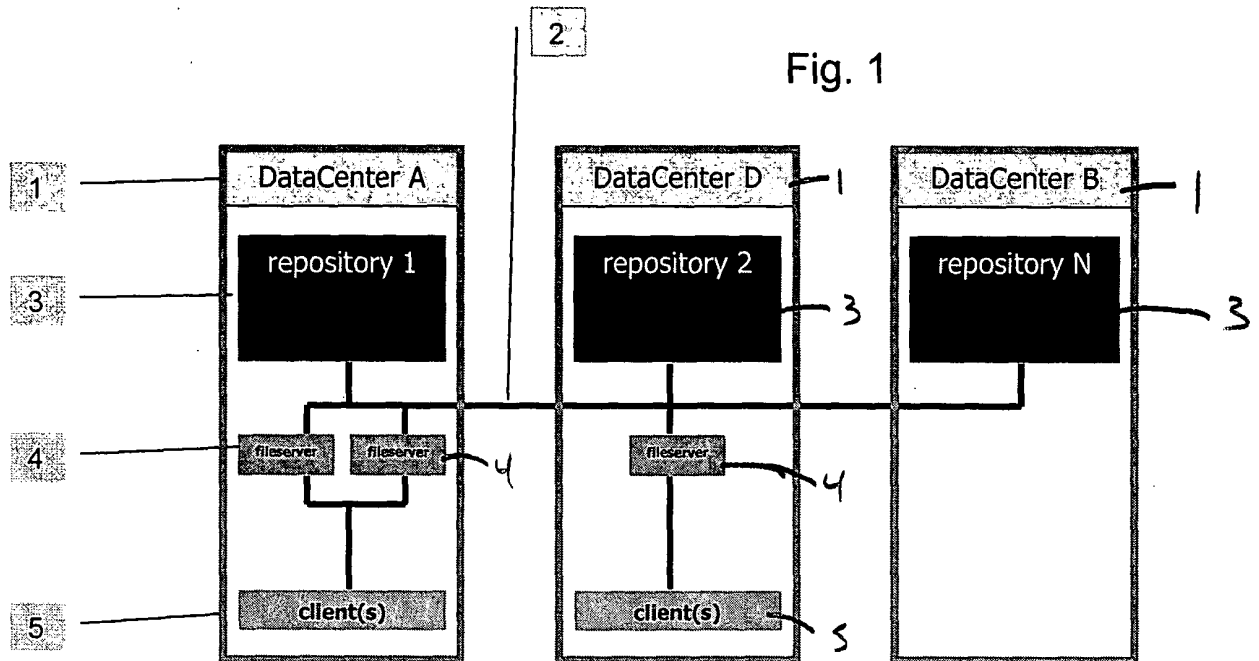 2
Fig. 1
1 DataCenter A DataCenter D 1 DataCenter B 1
repository 1 repository 2 repository N
3 3 3
4 fileserver fileserver 4 fileserver 4
5 client(s) client(s) 5